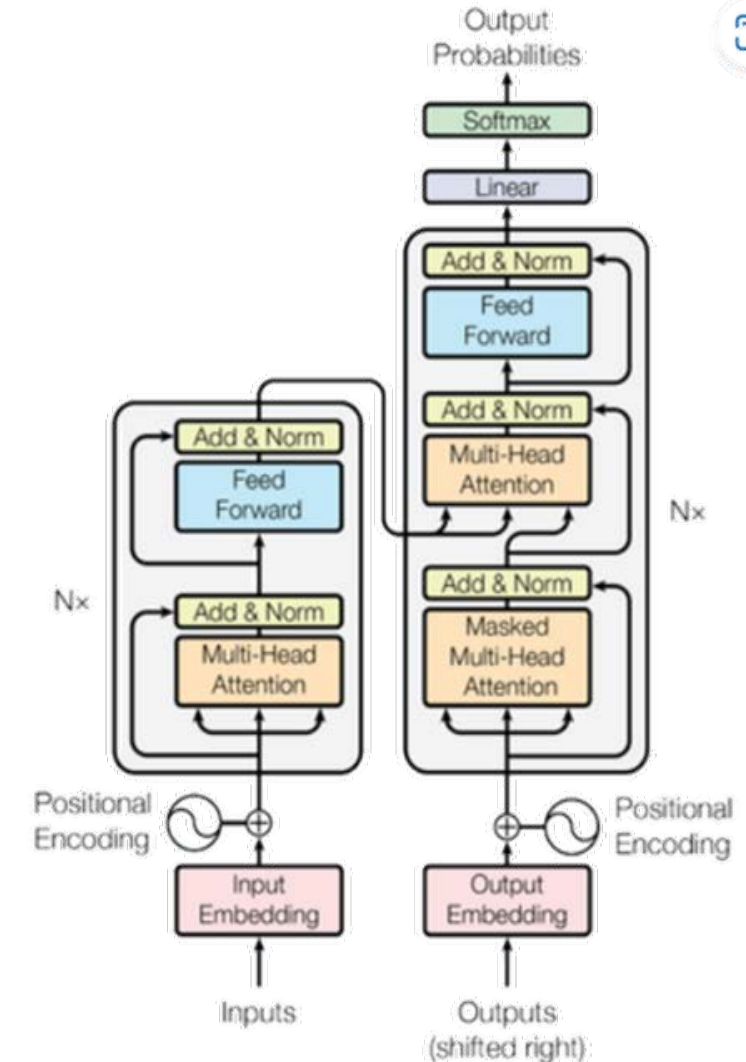 Output
Probabilities
Softmax
Linear
Add & Norm
Feed
Forward
Add & Norm
Multi-Head
Attention
Nx
Add & Norm
Masked
Multi-Head
Attention
Add & Norm
Feed
Forward
Nx
Add & Norm
Multi-Head
Attention
Positional
Encoding
Positional
Encoding
Input
Embedding
Output
Embedding
Inputs
Outputs
(shifted right)